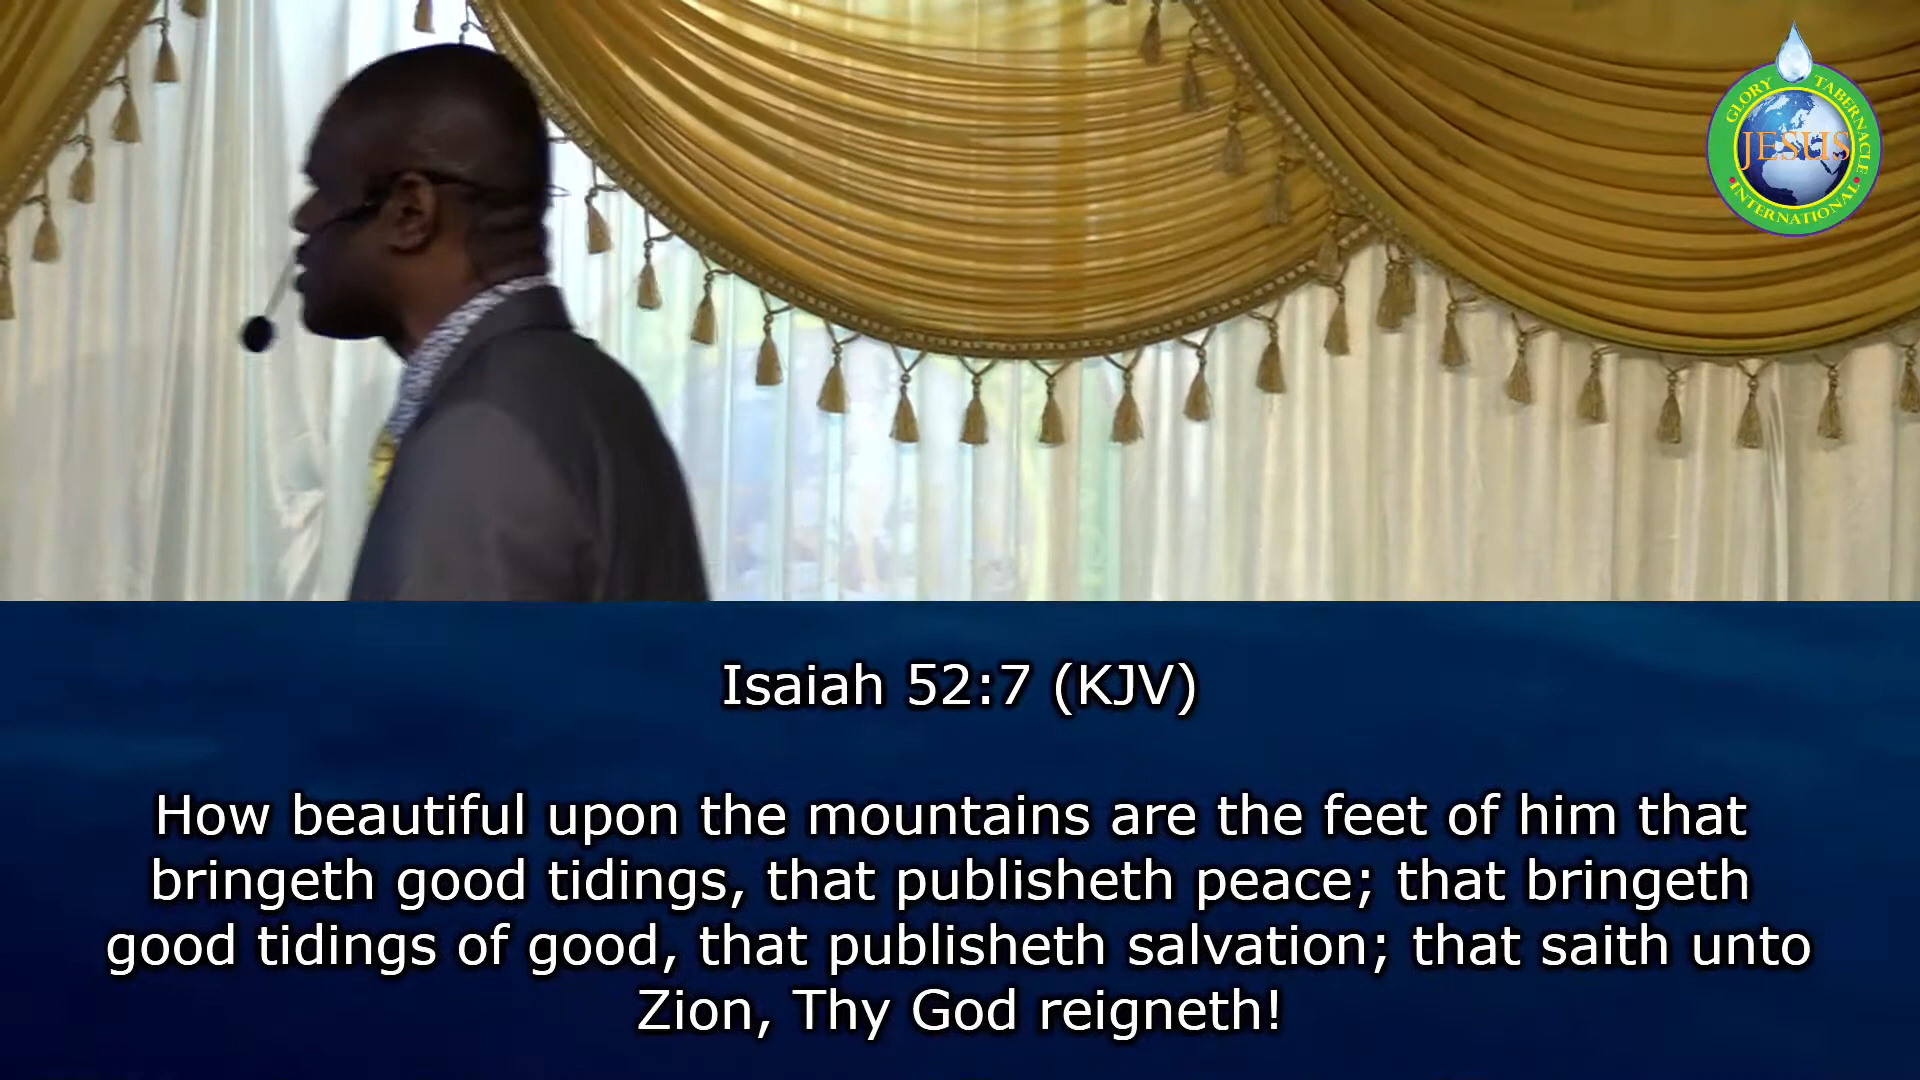 GLORY TABERNACLE
JESUS
• INTERNATIONAL •
Isaiah 52:7 (KJV)
How beautiful upon the mountains are the feet of him that
bringeth good tidings, that publisheth peace; that bringeth
good tidings of good, that publisheth salvation; that saith unto
Zion, Thy God reigneth!